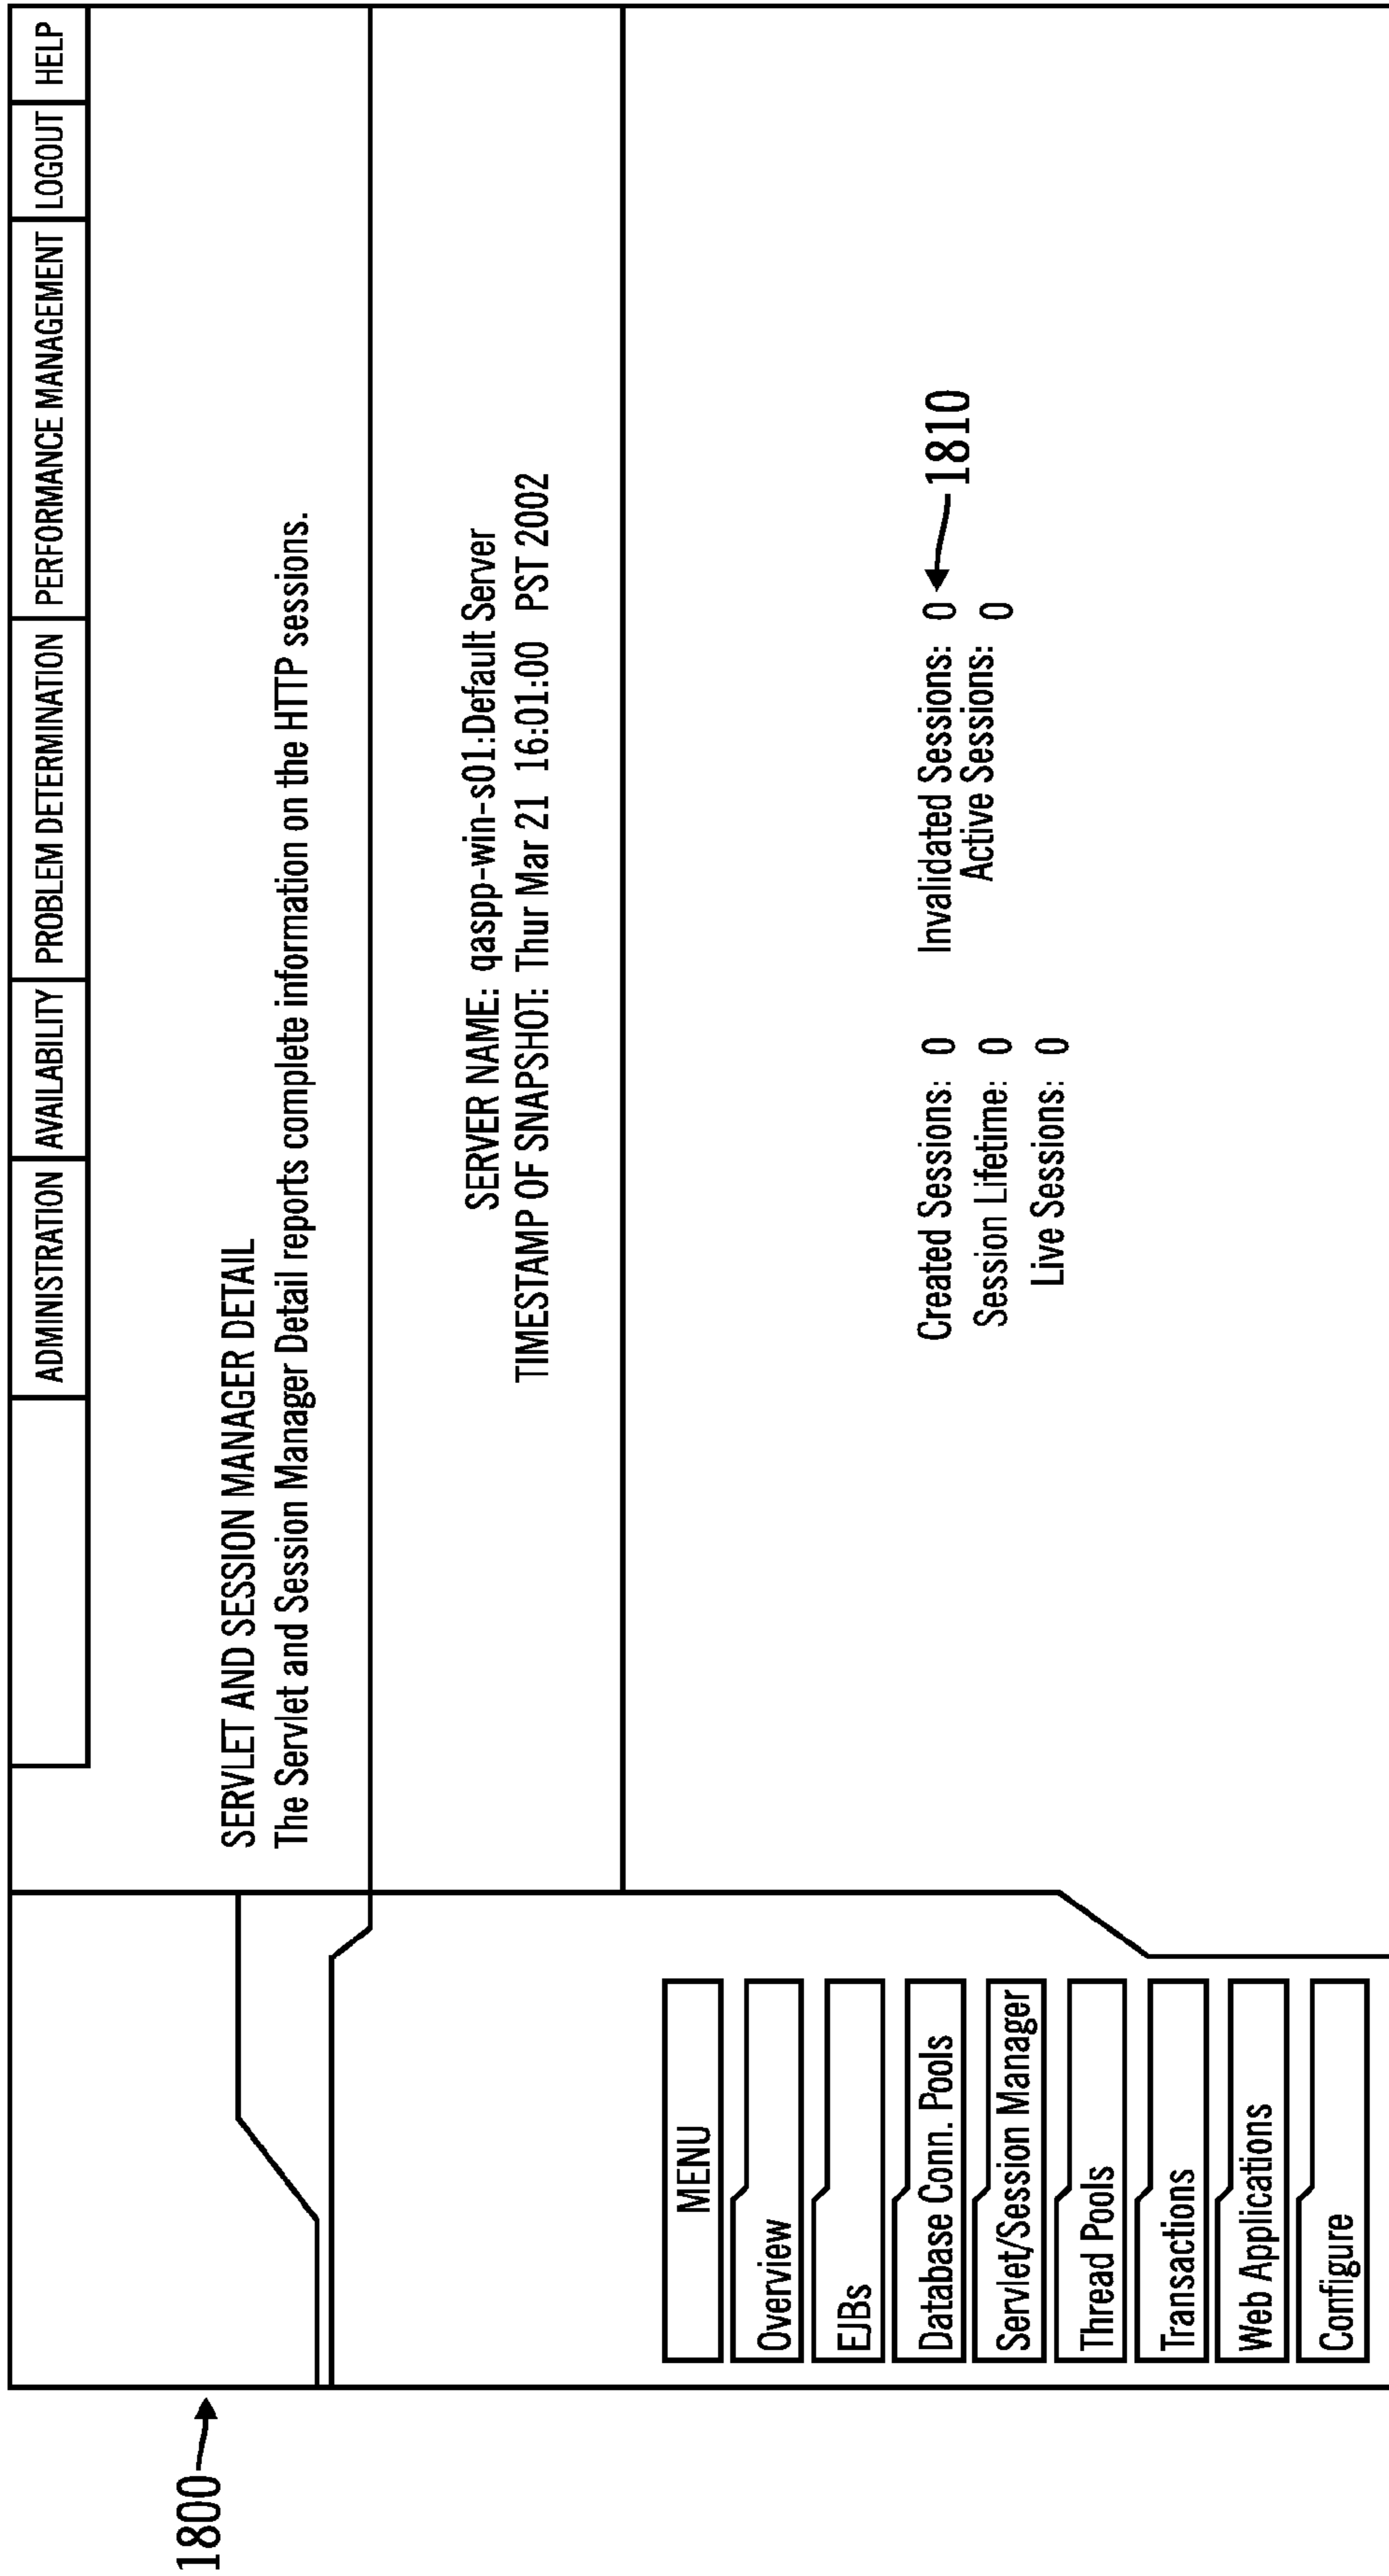 1800
ADMINISTRATION AVAILABILITY PROBLEM DETERMINATION PERFORMANCE MANAGEMENT LOGOUT HELP
SERVLET AND SESSION MANAGER DETAIL
The Servlet and Session Manager Detail reports complete information on the HTTP sessions.
SERVER NAME: qaspp-win-s01:Default Server
TIMESTAMP OF SNAPSHOT: Thur Mar 21 16:01:00 PST 2002
MENU
Overview
EJBs
Database Conn. Pools
Servlet/Session Manager
Thread Pools
Transactions
Web Applications
Configure
Created Sessions: 0 Invalidated Sessions: 0 1810
Session Lifetime: 0 Active Sessions: 0
Live Sessions: 0